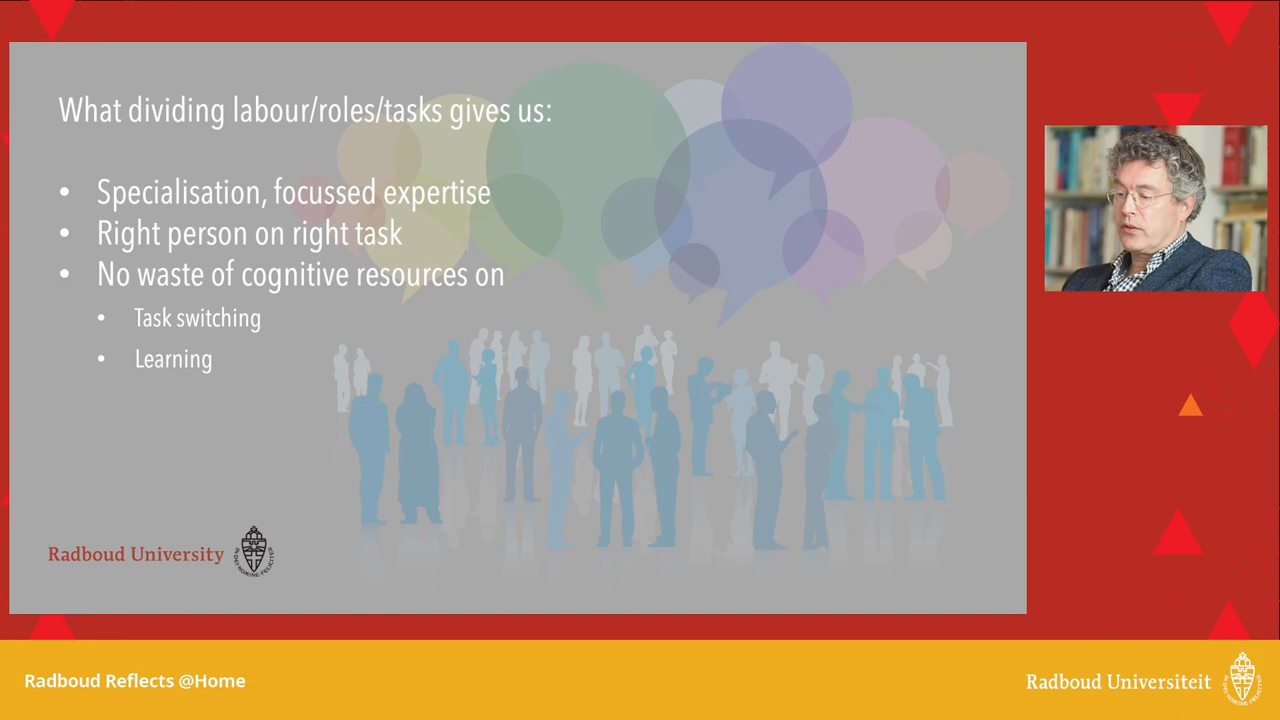 What dividing labour/roles/tasks gives us:
• Specialisation, focussed expertise
• Right person on right task
• No waste of cognitive resources on
• Task switching
• Learning
Radboud University
Radboud Reflects @Home
Radboud Universiteit